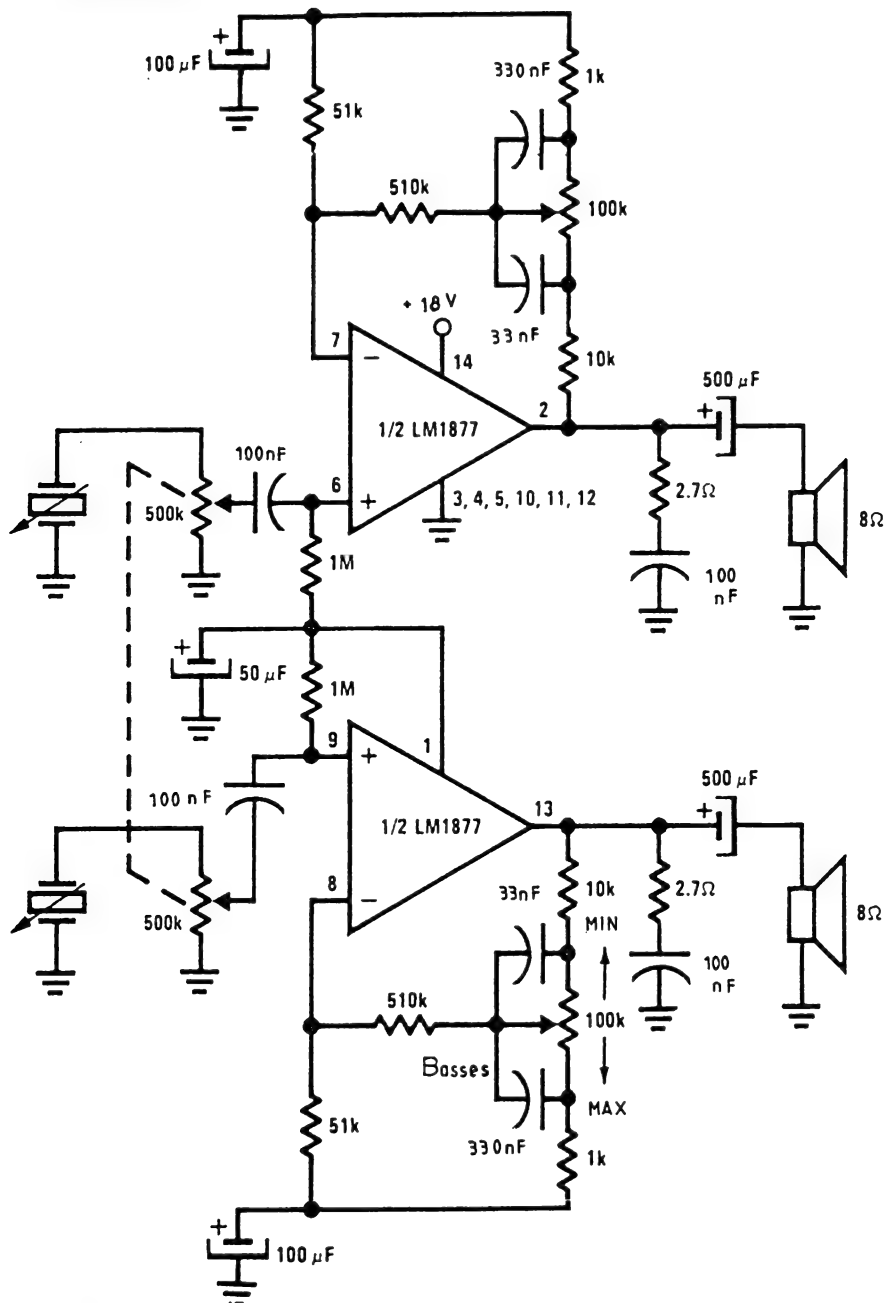 100 µF
330 nF
1k
51k
510k
100k
33 nF
+ 18 V
10k
7
14
500 µF
2
1/2 LM1877
100nF
6
3, 4, 5, 10, 11, 12
2.7Ω
8Ω
500k
1M
100
nF
50 µF
1M
9
1
500 µF
100 nF
13
1/2 LM1877
8
33nF
10k
2.7Ω
8Ω
500k
MIN
100
nF
510k
100k
Basses
MAX
51k
330nF
1k
100 µF